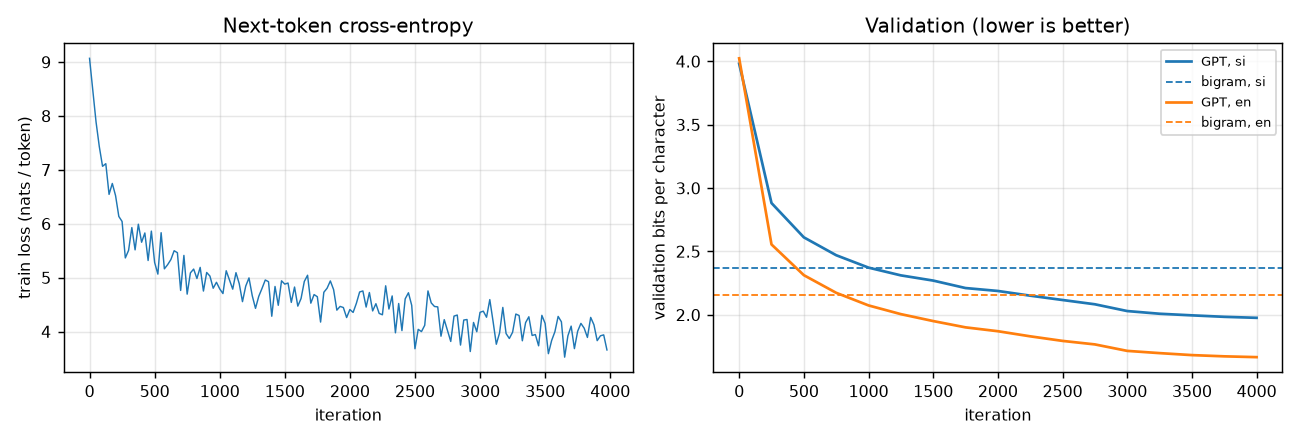 Next-token cross-entropy
train loss (nats / token)
9
8
7
6
5
4
0 500 1000 1500 2000 2500 3000 3500 4000
iteration
Validation (lower is better)
validation bits per character
4.0
3.5
3.0
2.5
2.0
GPT, si
bigram, si
GPT, en
bigram, en
0 500 1000 1500 2000 2500 3000 3500 4000
iteration